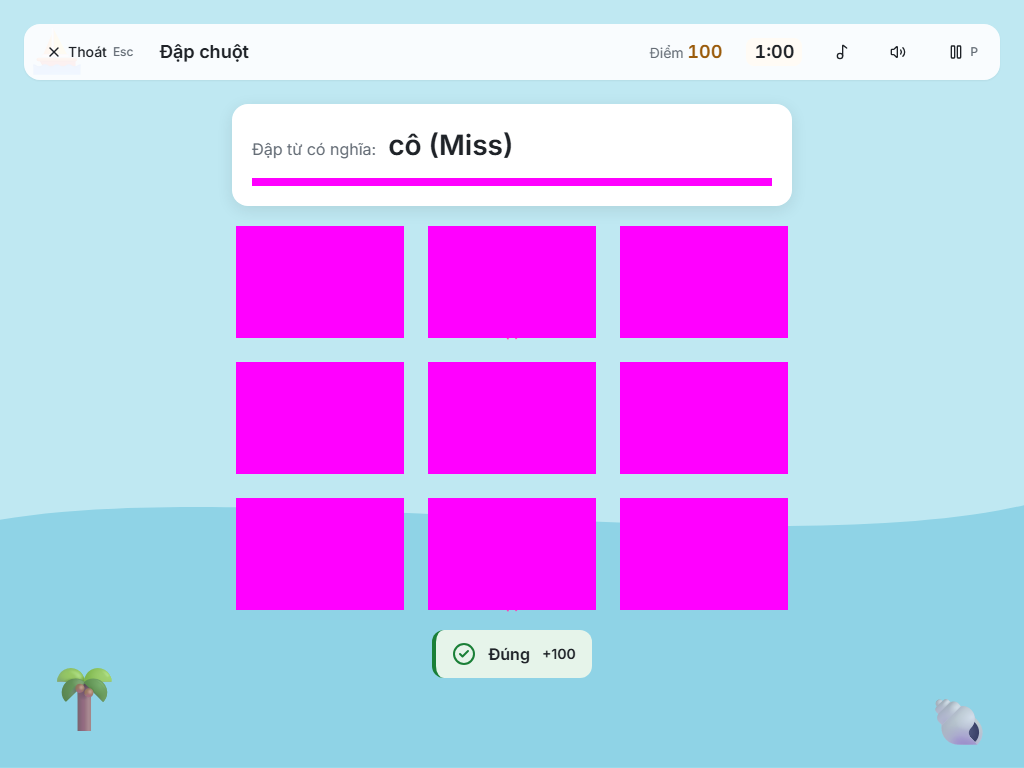 Thoát Esc Đập chuột Điểm 100 1:00 P
Đập từ có nghĩa: cô (Miss)
Đúng +100